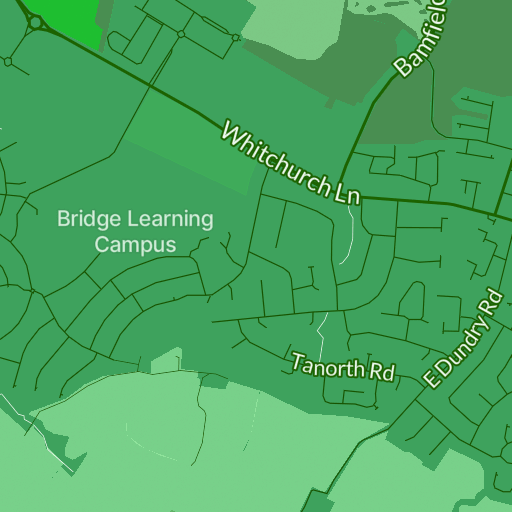 Bamfield
Whitchurch Ln
Bridge Learning
Campus
E Dundry Rd
Tanorth Rd